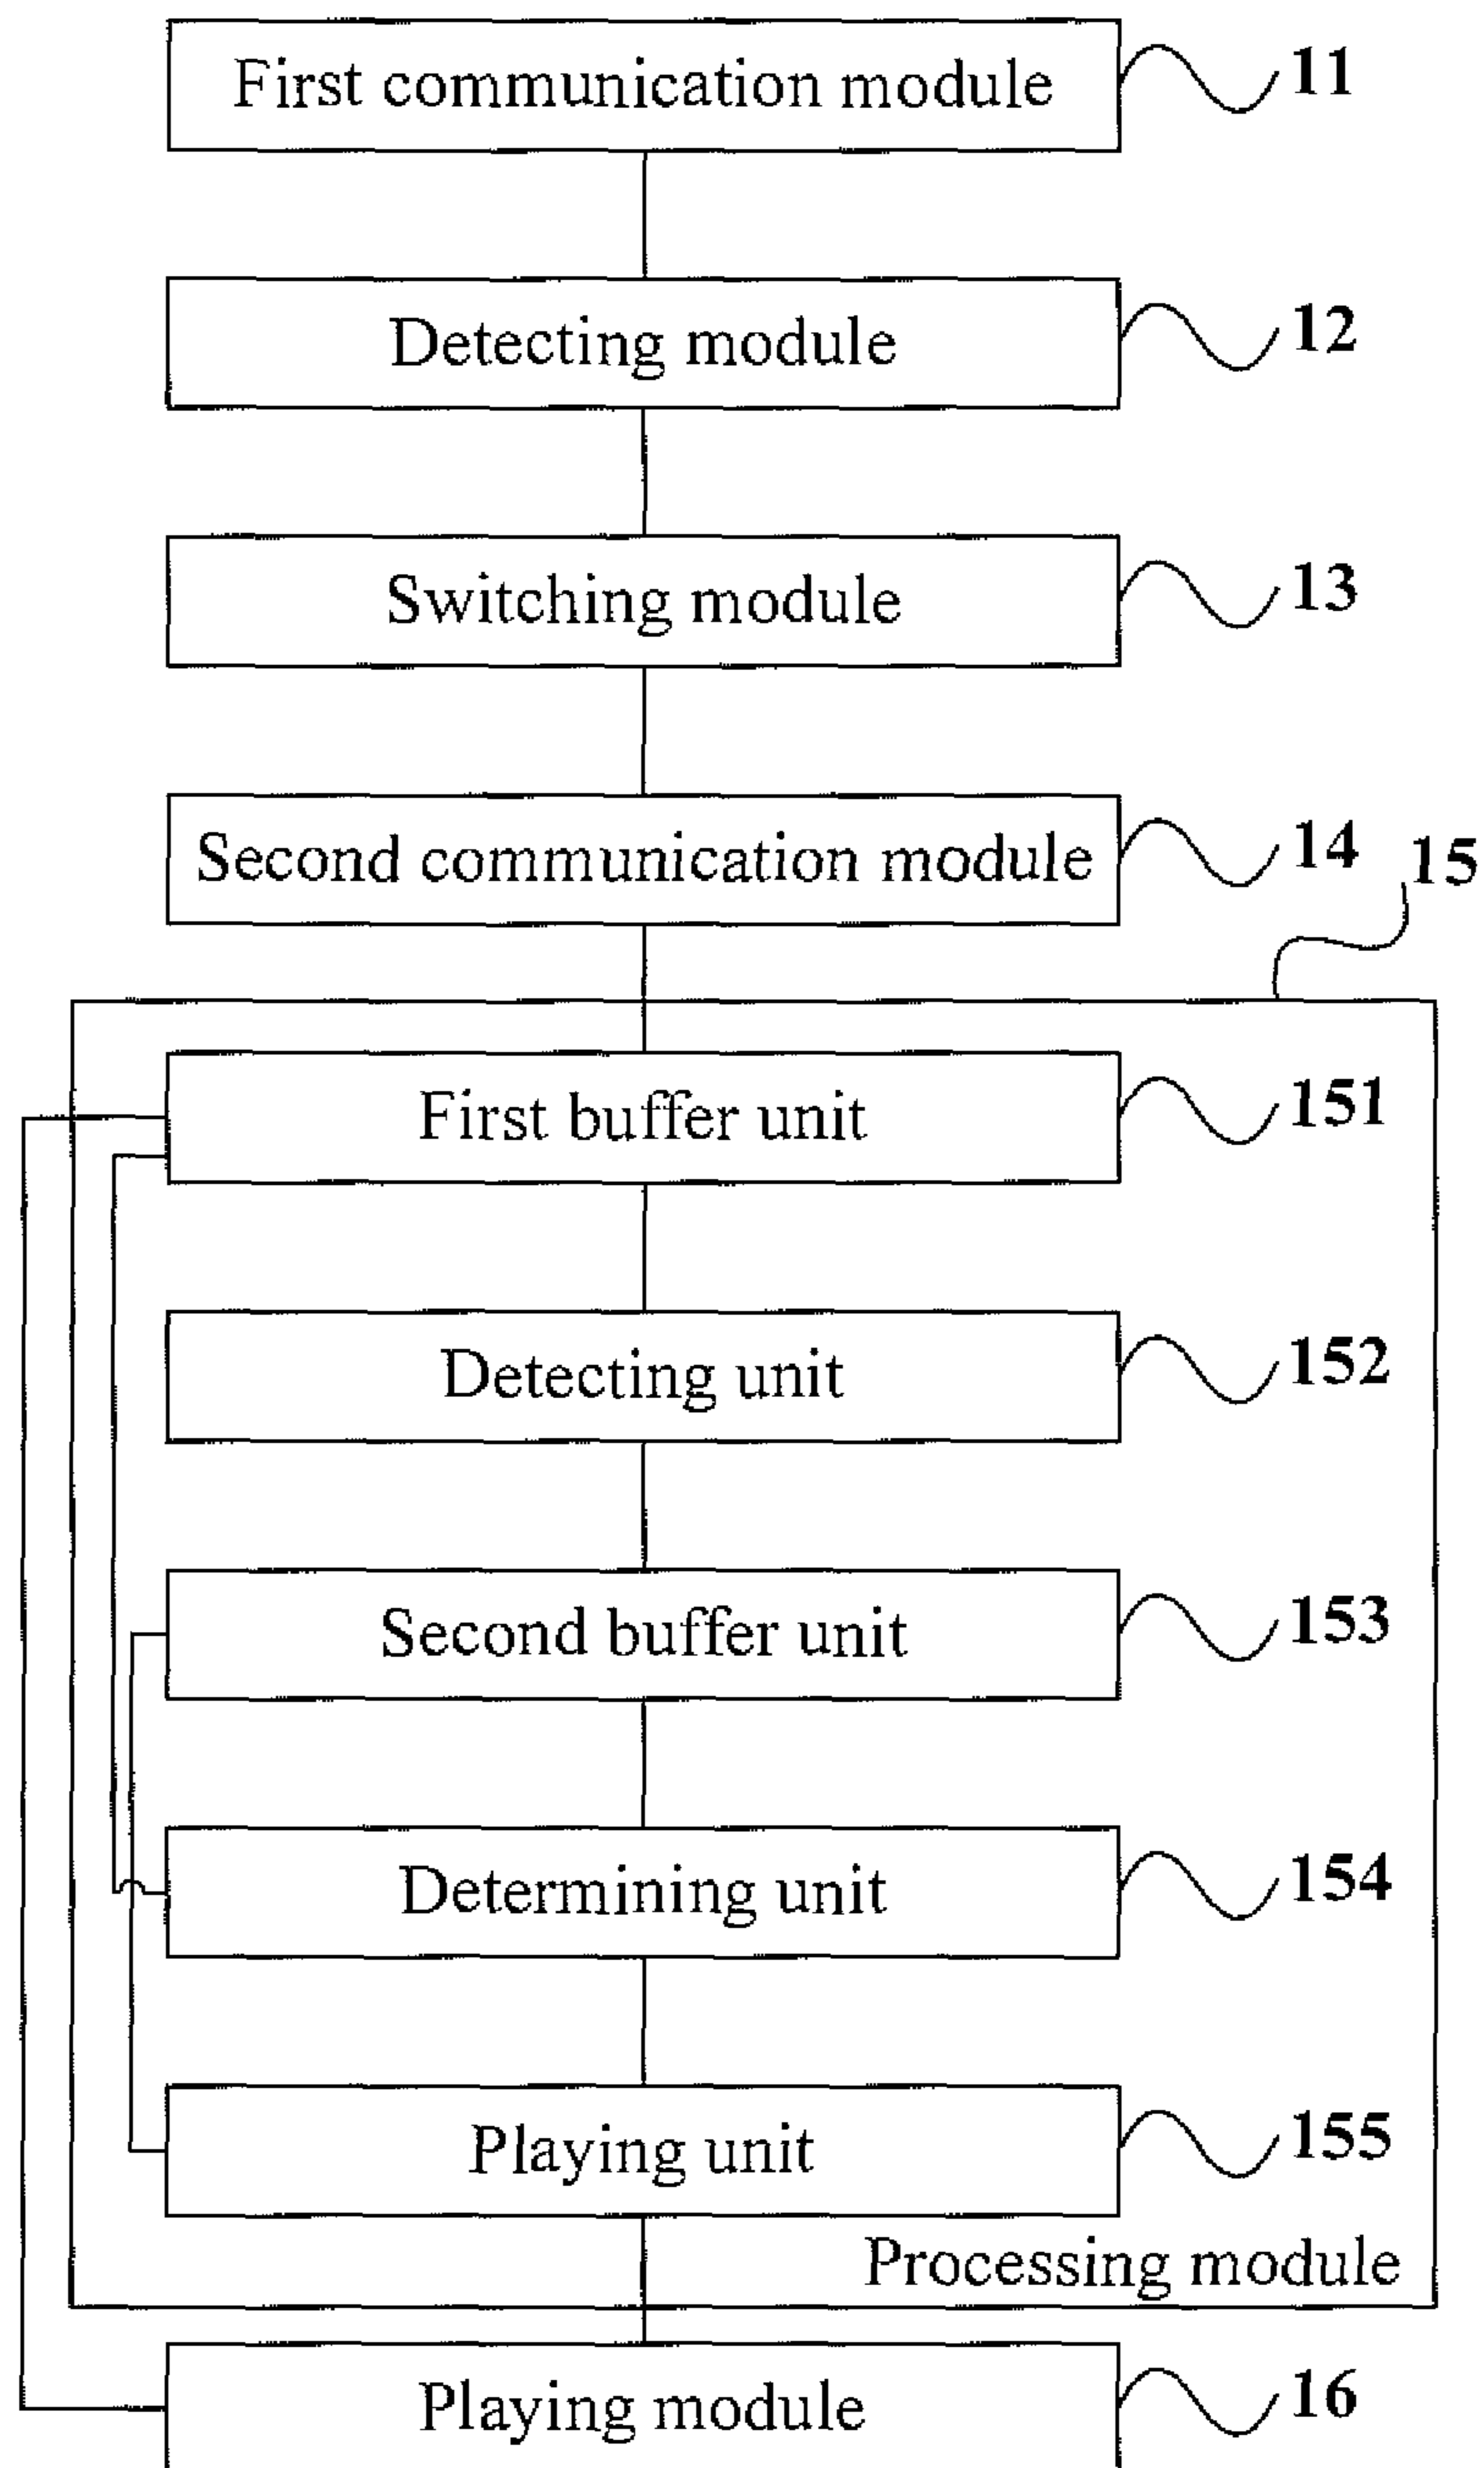 First communication module 11
Detecting module 12
Switching module 13
Second communication module 14
15
First buffer unit 151
Detecting unit 152
Second buffer unit 153
Determining unit 154
Playing unit 155
Processing module
Playing module 16